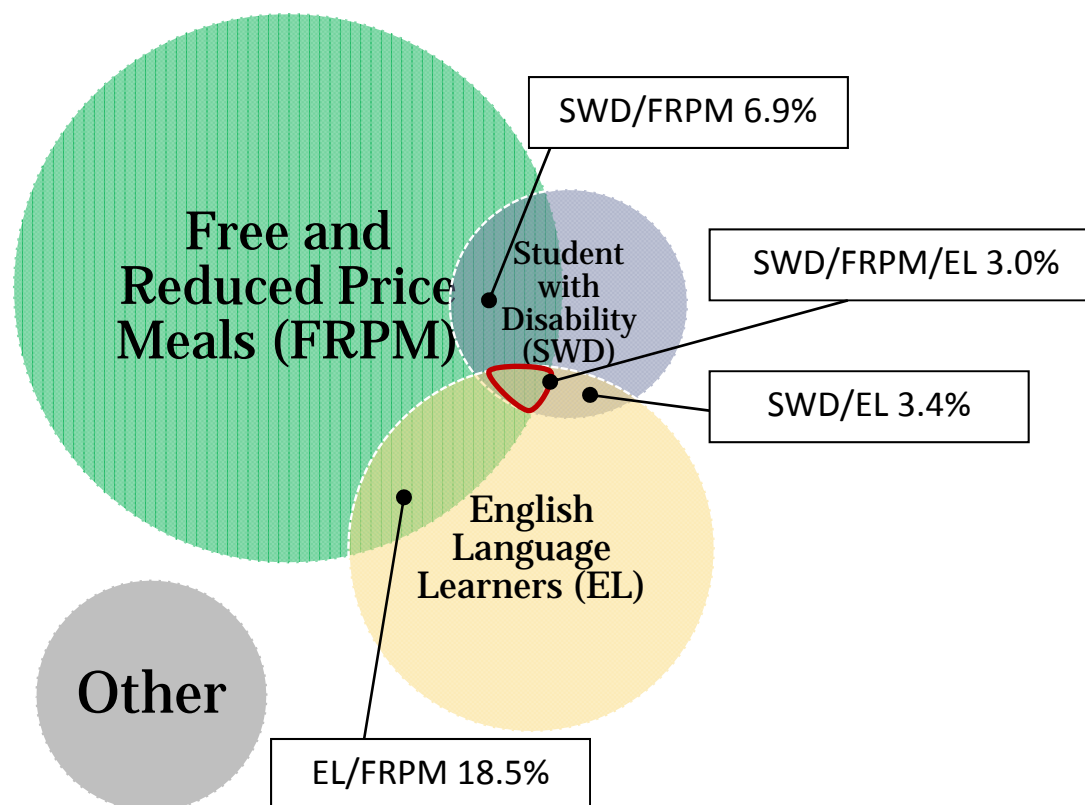 SWD/FRPM 6.9%
Free and
Reduced Price
Meals (FRPM)
Student
with
Disability
(SWD)
SWD/FRPM/EL 3.0%
SWD/EL 3.4%
English
Language
Learners (EL)
Other
EL/FRPM 18.5%